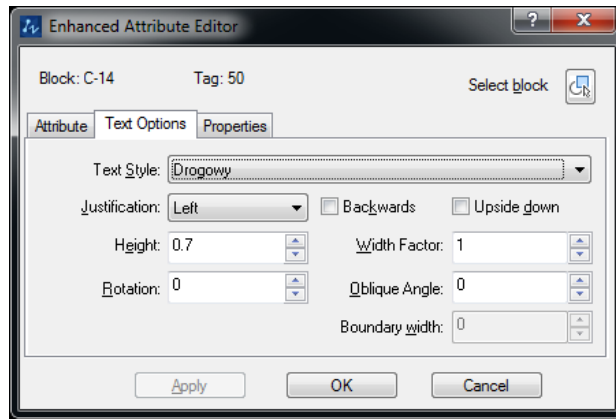 Enhanced Attribute Editor
Block: C-14 Tag: 50 Select block
Attribute Text Options Properties
Text Style: Drogowy
Justification: Left Backwards Upside down
Height: 0.7 Width Factor: 1
Rotation: 0 Oblique Angle: 0
Boundary width: 0
Apply OK Cancel